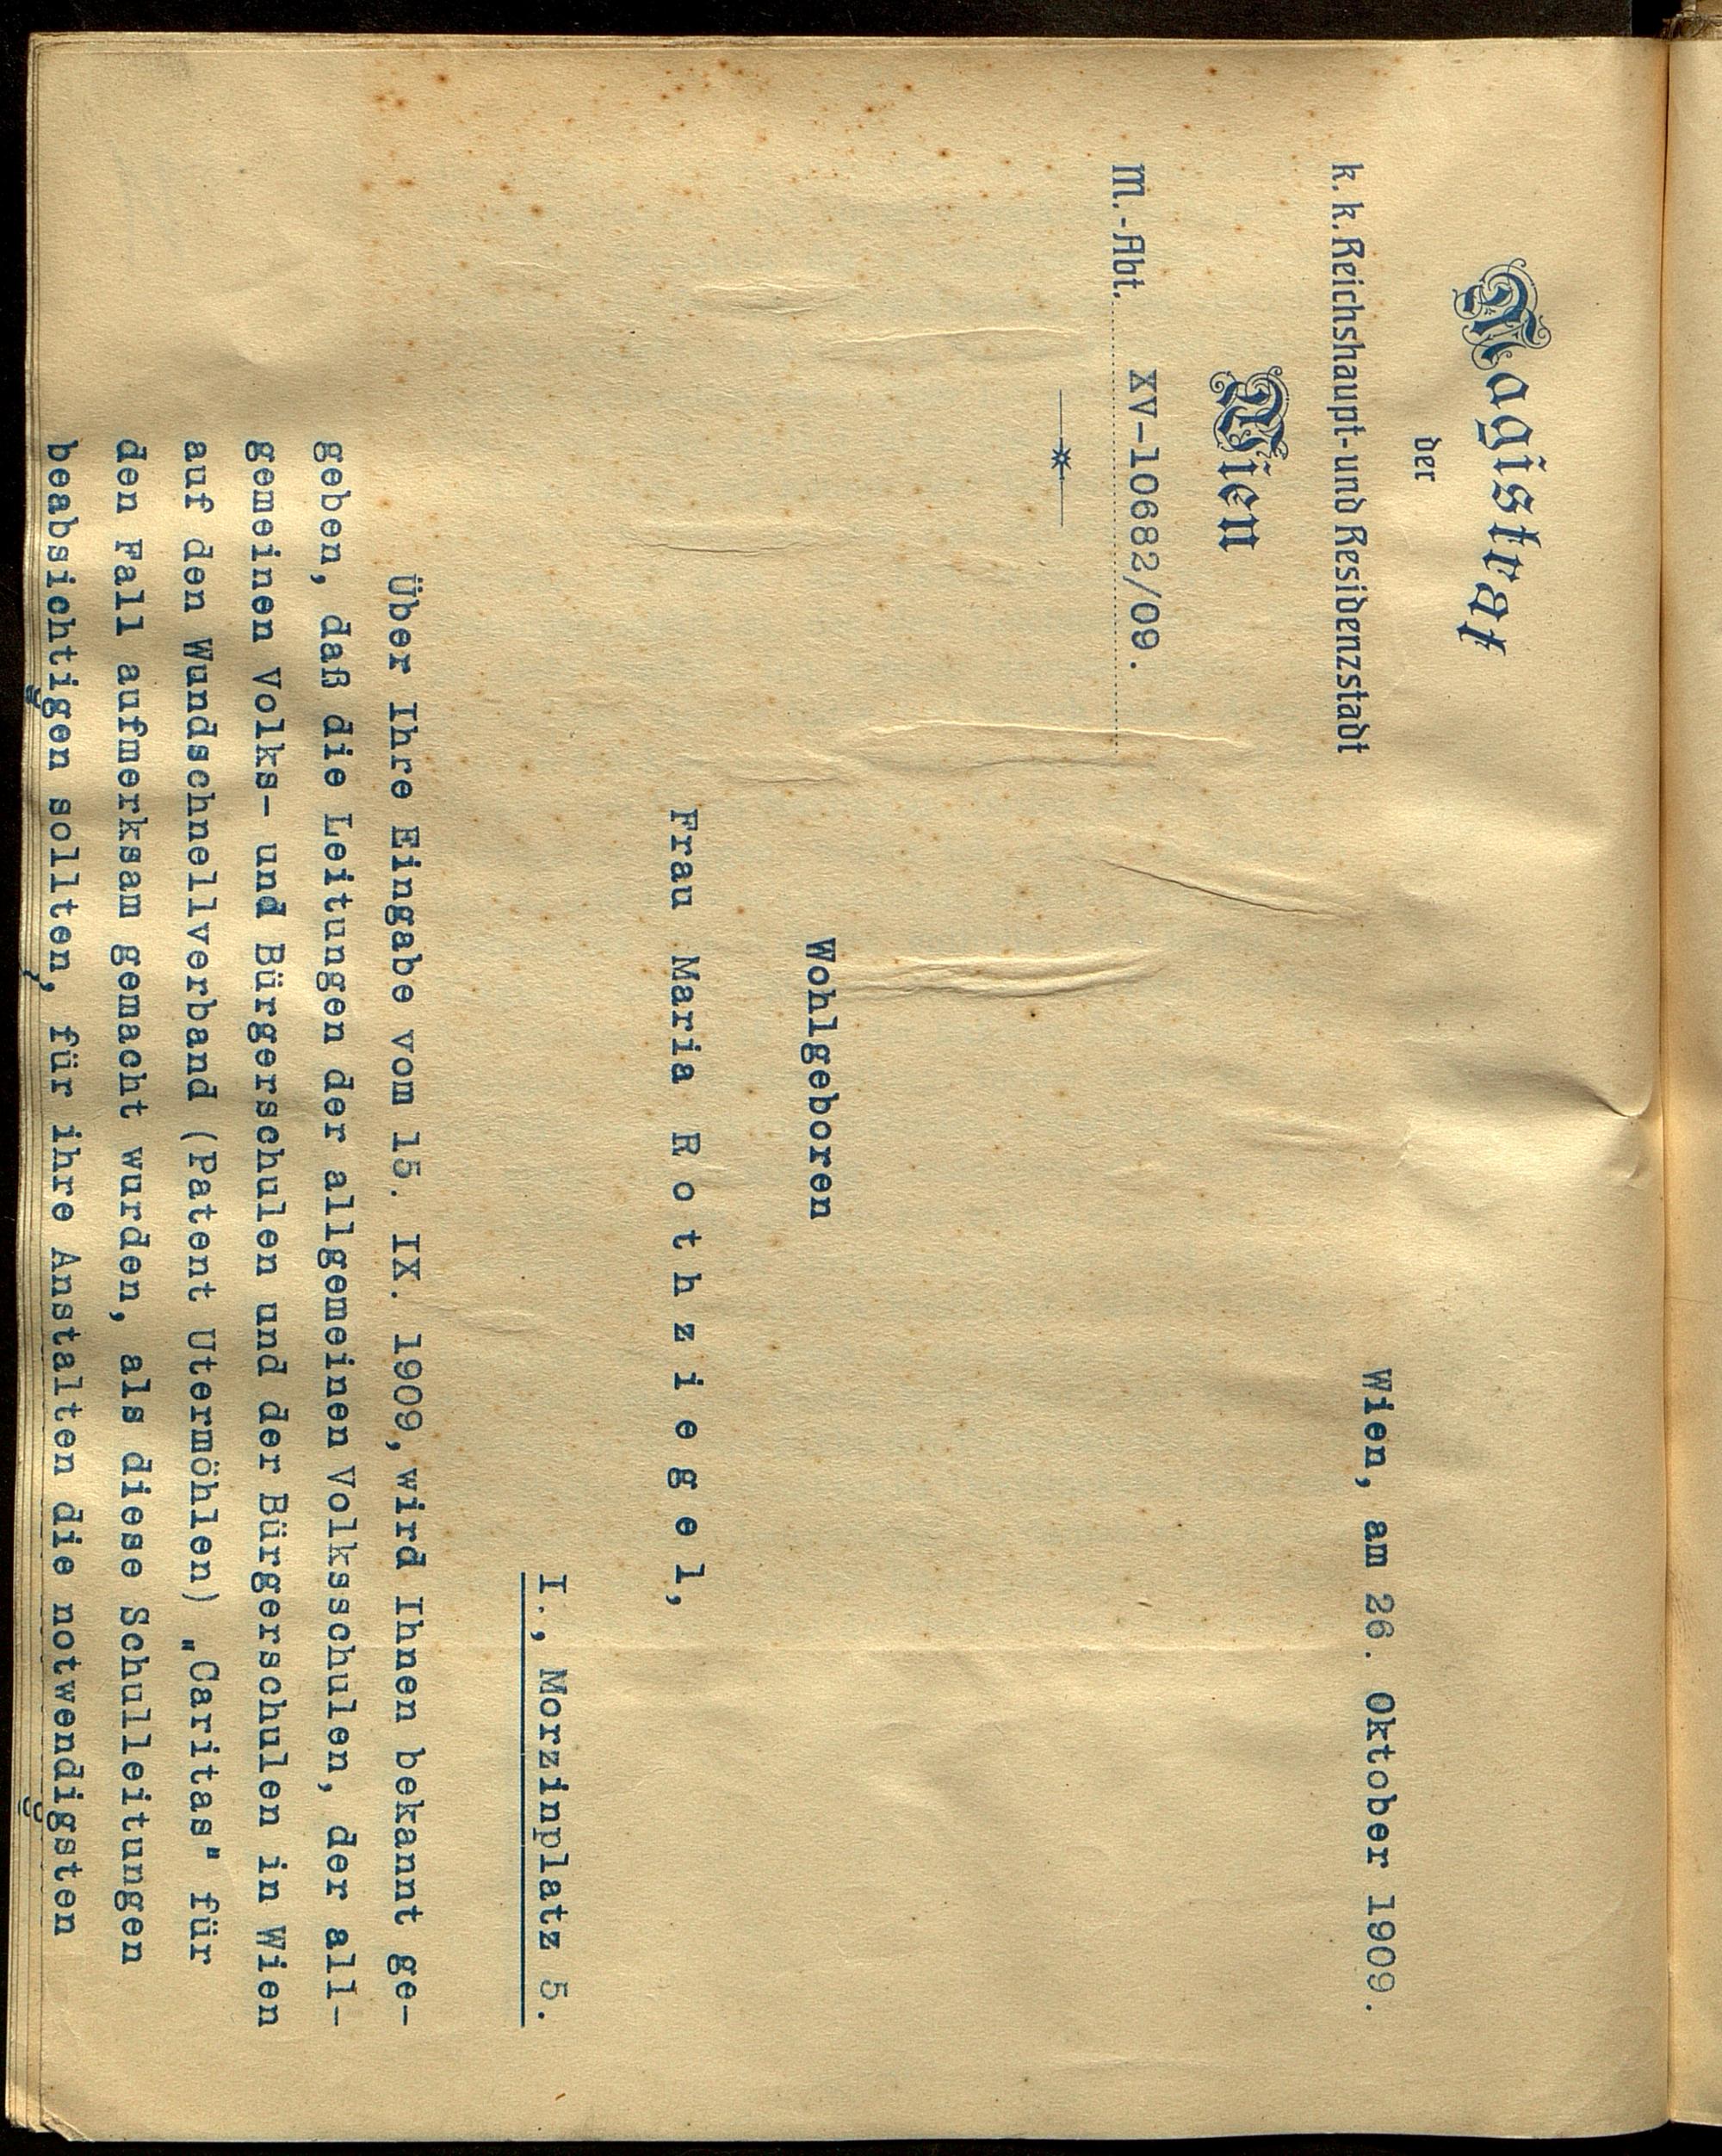 Magistrat
der
k. k. Reichshaupt- und Residenzstadt
Wien
M.-Abt. XV-10682/09.
Wien, am 26. Oktober 1909.
Wohlgeboren
Frau Maria Rothziegel,
I., Morzinplatz 5.
Über Ihre Eingabe vom 15. IX. 1909, wird Ihnen bekannt ge-
geben, daß die Leitungen der allgemeinen Volksschulen, der all-
gemeinen Volks- und Bürgerschulen und der Bürgerschulen in Wien
auf den Wundschnellverband (Patent Utermöhlen) „Caritas" für
den Fall aufmerksam gemacht wurden, als diese Schulleitungen
beabsichtigen sollten, für ihre Anstalten die notwendigsten